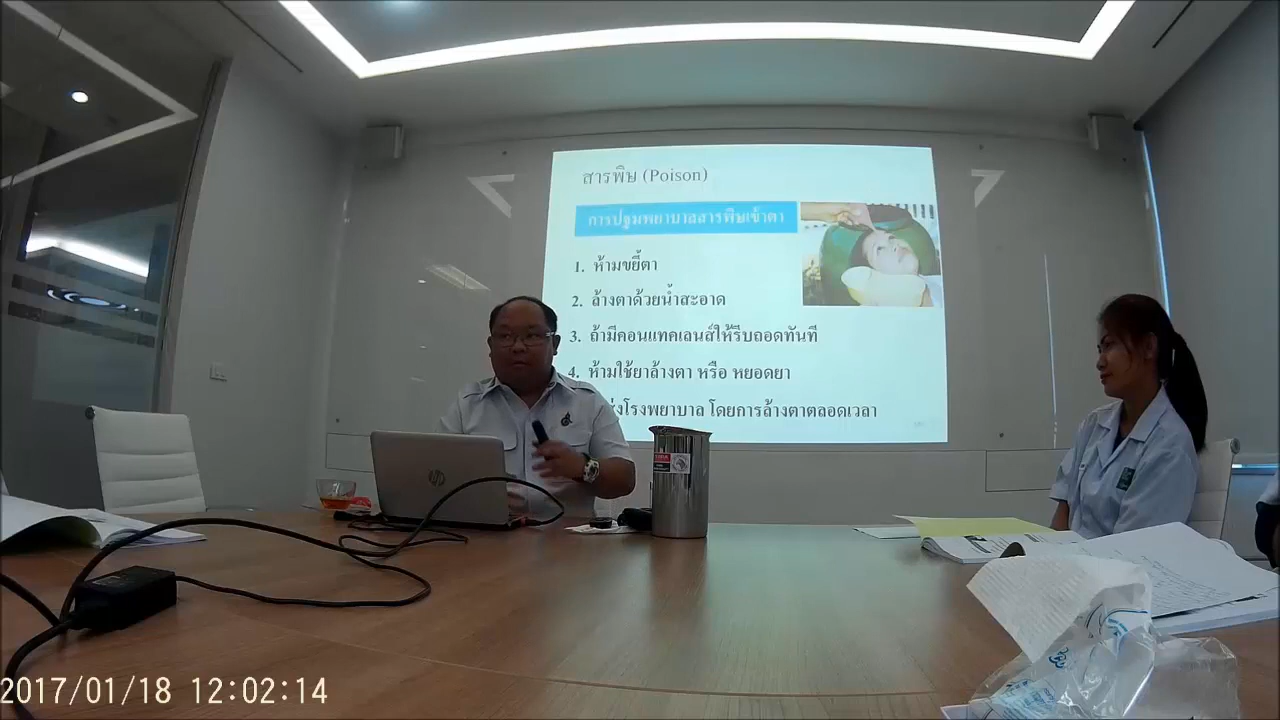 สารพิษ (Poison)
การปฐมพยาบาลสารพิษเข้าตา
1. ห้ามขยี้ตา
2. ล้างตาด้วยน้ำสะอาด
3. ถ้ามีคอนแทคเลนส์ให้รีบถอดทันที
4. ห้ามใช้ยาล้างตา หรือ หยอดยา
โรงพยาบาล โดยการล้างตาตลอดเวลา
hp
2017/01/18 12:02:14